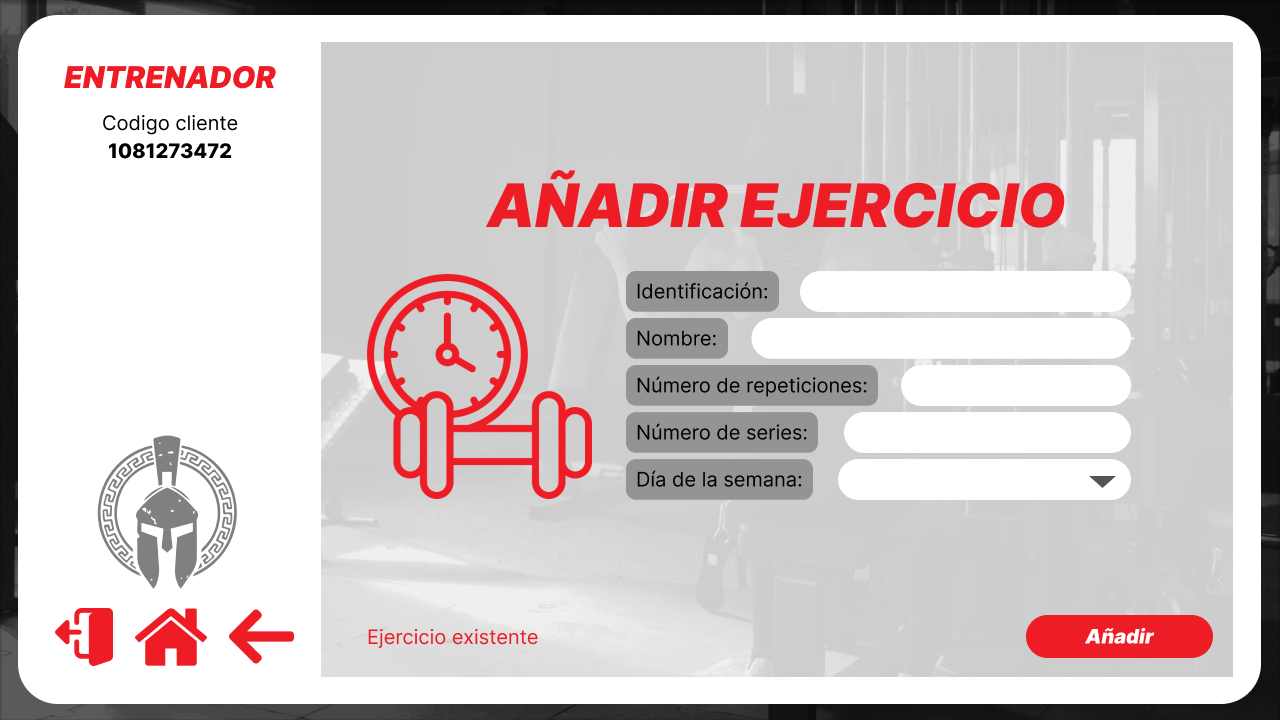 ENTRENADOR
Codigo cliente
1081273472
AÑADIR EJERCICIO
Identificación:
Nombre:
Número de repeticiones:
Número de series:
Día de la semana:
Ejercicio existente
Añadir